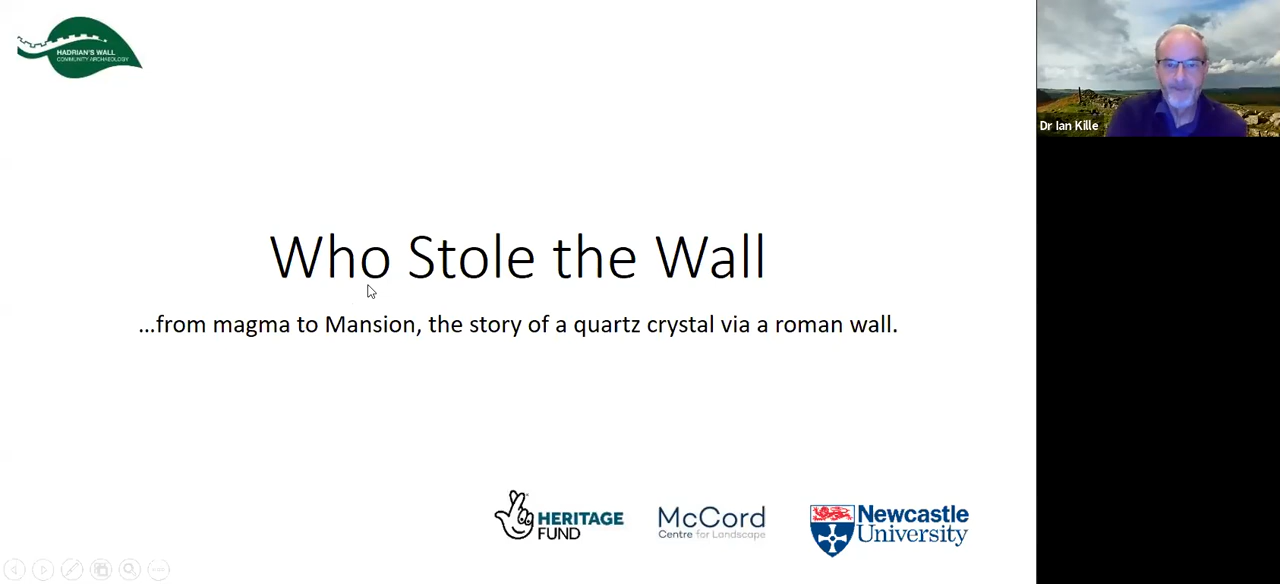 HADRIAN'S WALL
COMMUNITY ARCHAEOLOGY
Dr Ian Kille
Who Stole the Wall
...from magma to Mansion, the story of a quartz crystal via a roman wall.
HERITAGE
FUND
McCord
Centre for Landscape
Newcastle
University